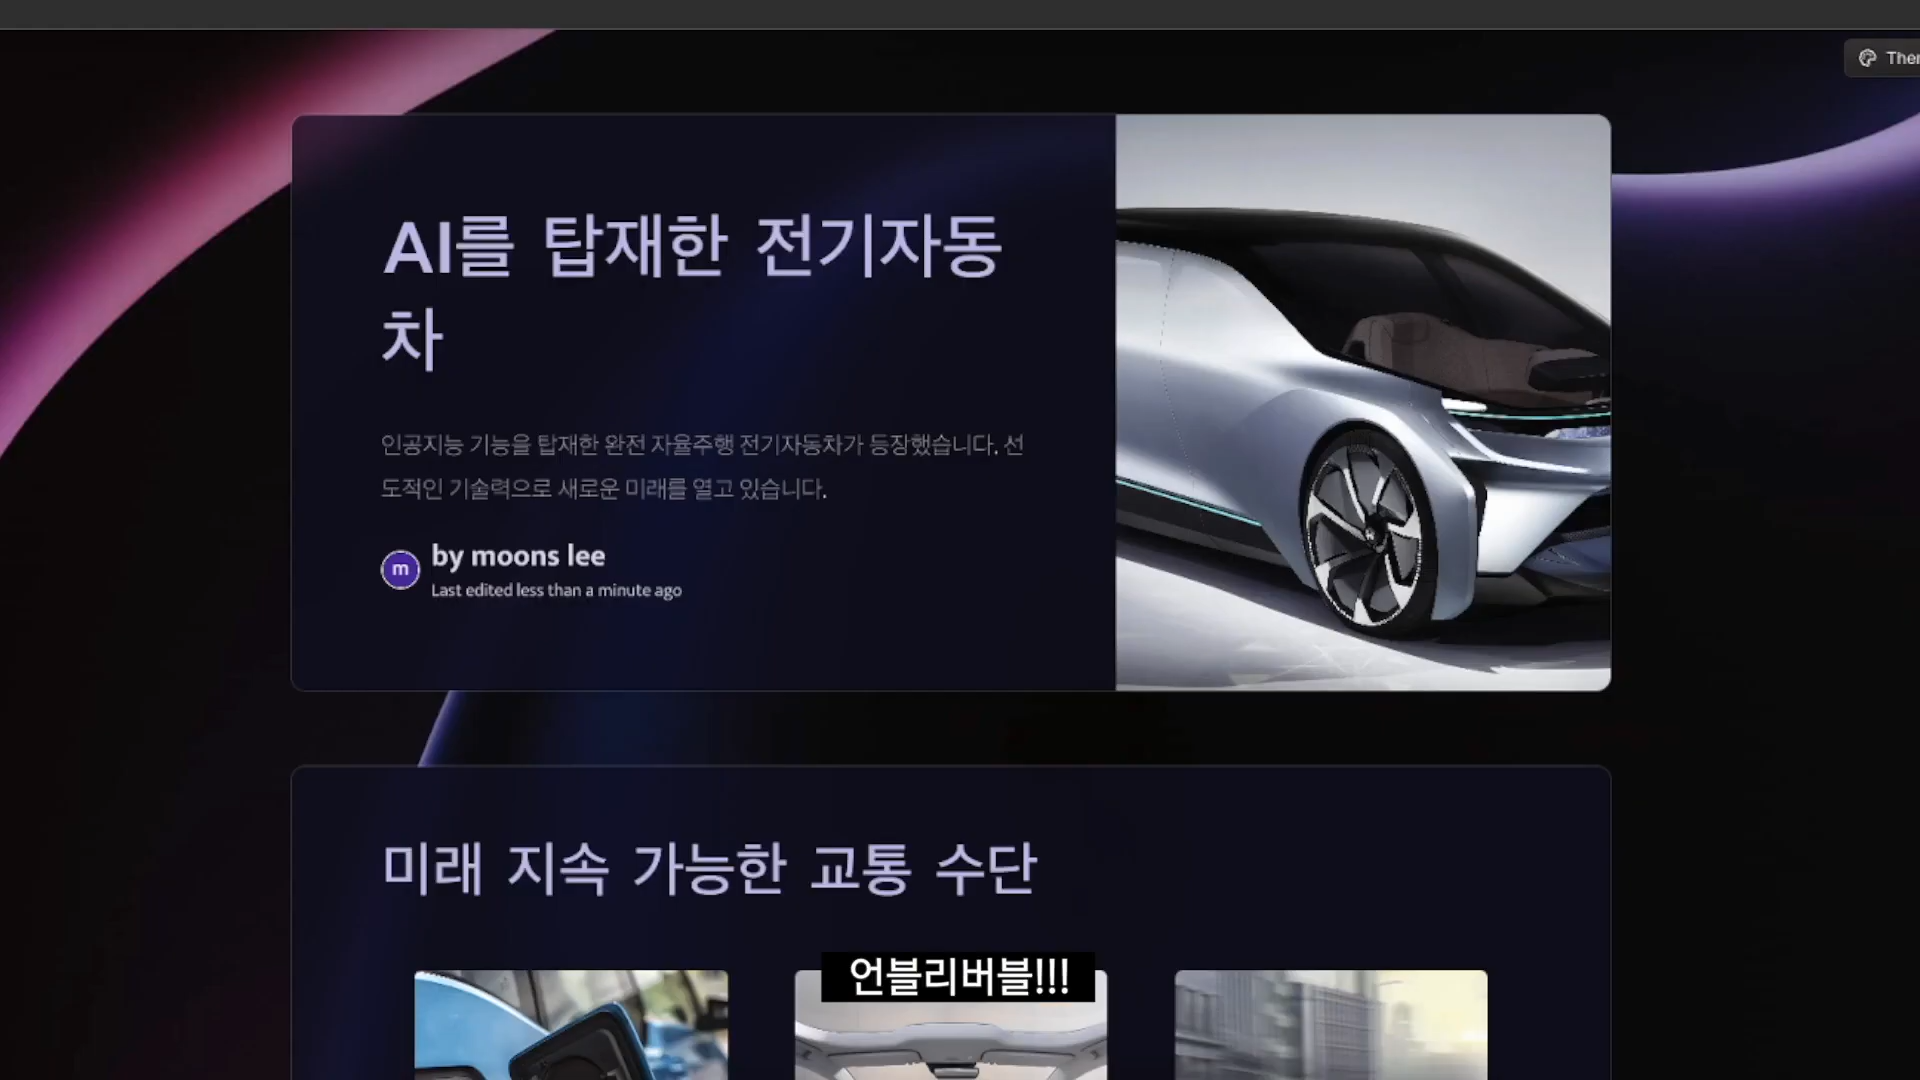 Ther
AI를 탑재한 전기자동
차
인공지능 기능을 탑재한 완전 자율주행 전기자동차가 등장했습니다. 선
도적인 기술력으로 새로운 미래를 열고 있습니다.
m
by moons lee
Last edited less than a minute ago
미래 지속 가능한 교통 수단
언블리버블!!!